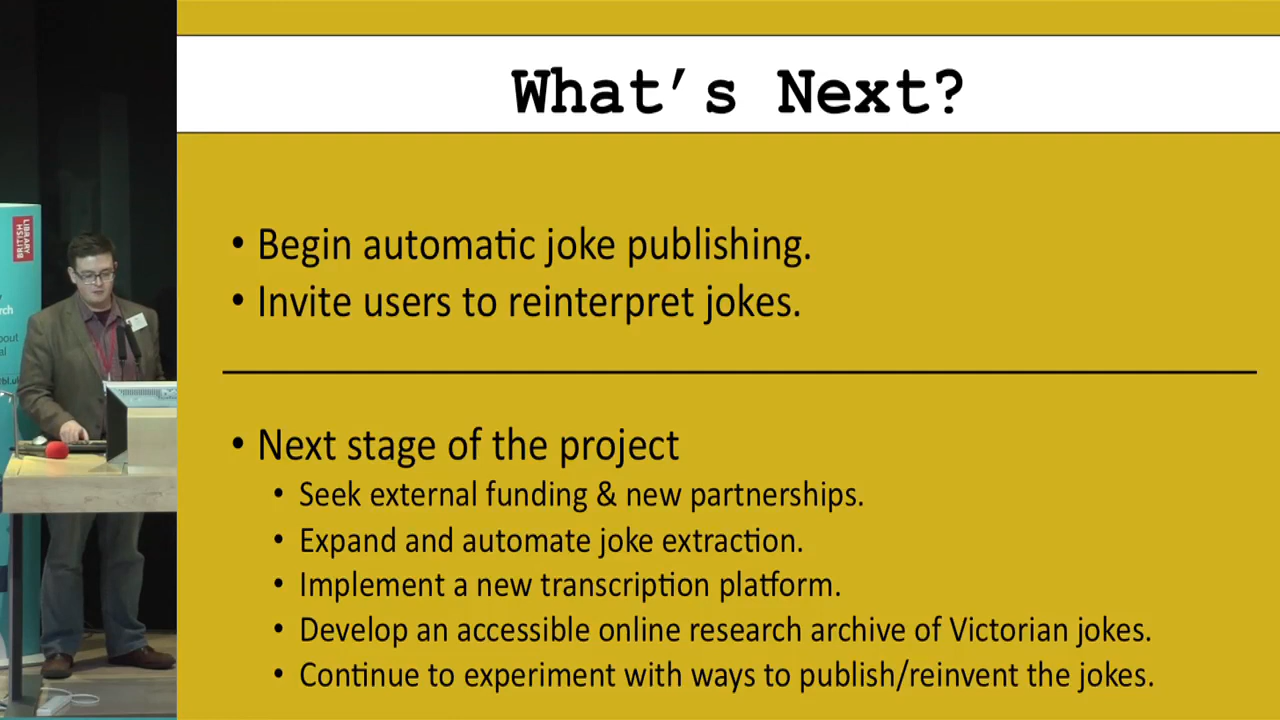 What's Next?
• Begin automatic joke publishing.
• Invite users to reinterpret jokes.
• Next stage of the project
• Seek external funding & new partnerships.
• Expand and automate joke extraction.
• Implement a new transcription platform.
• Develop an accessible online research archive of Victorian jokes.
• Continue to experiment with ways to publish/reinvent the jokes.
LIBRARY
BRITISH